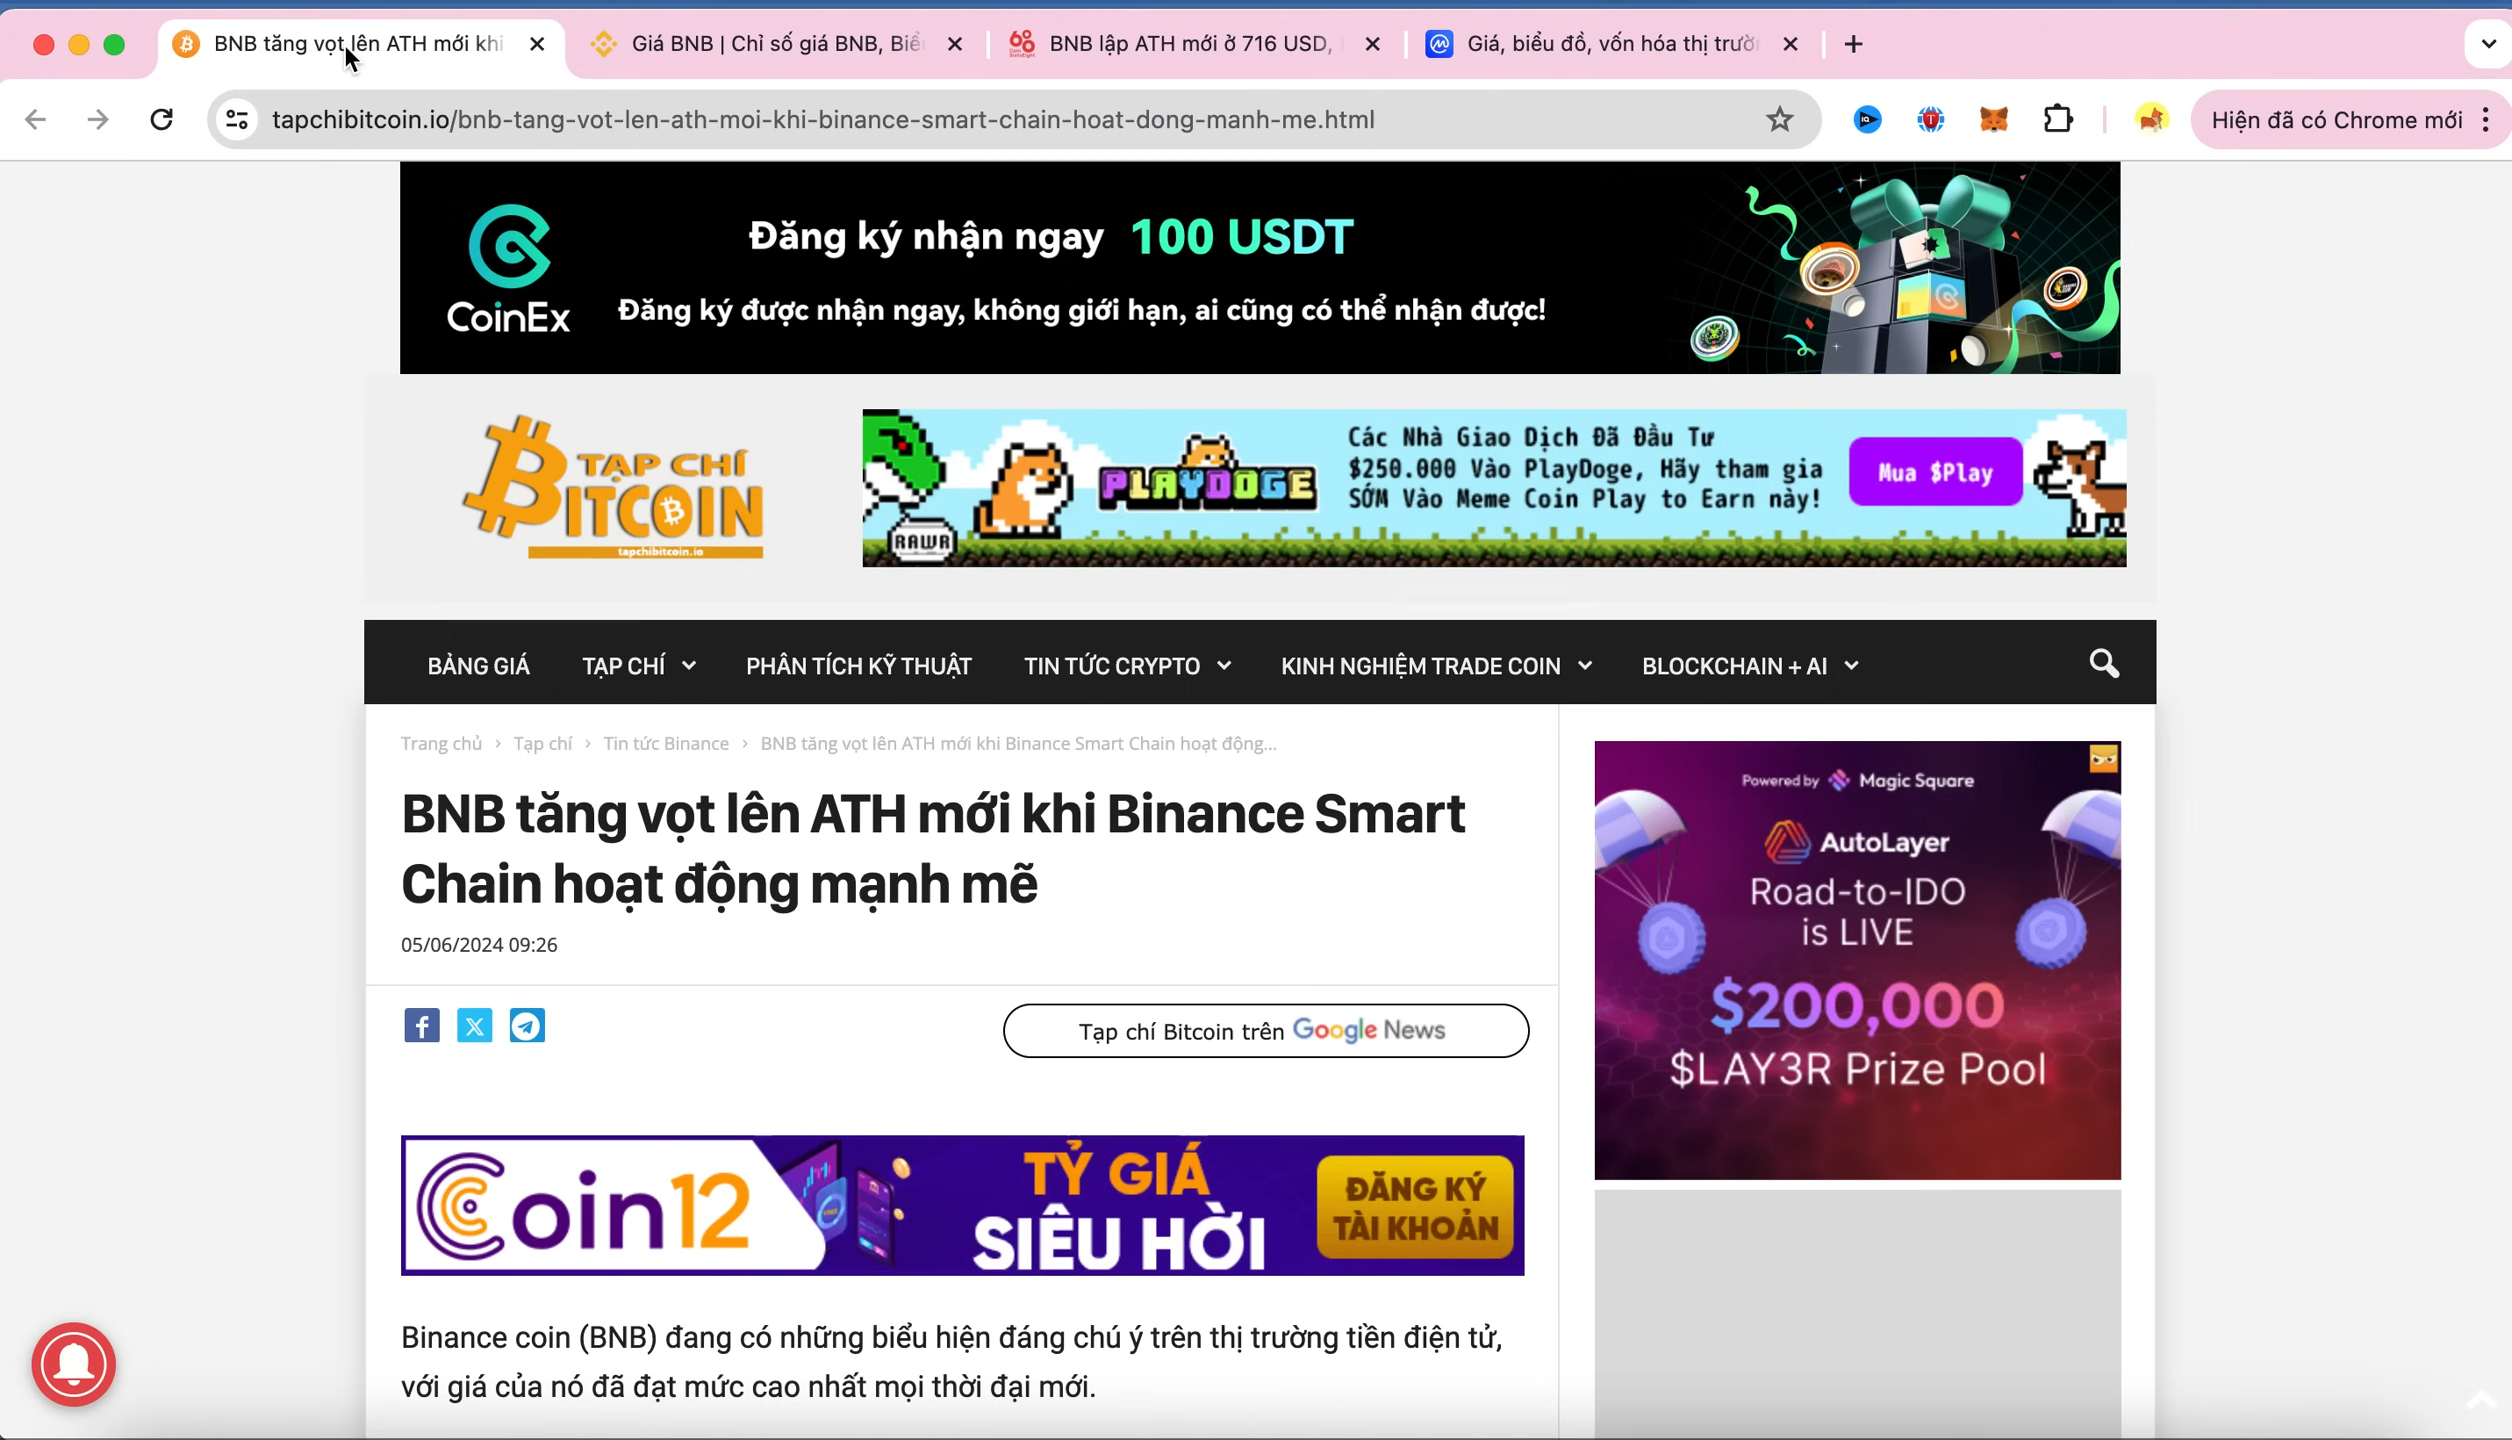 BNB tăng vọt lên ATH mới khi
Giá BNB | Chỉ số giá BNB, Biể
BNB lập ATH mới ở 716 USD,
Giá, biểu đồ, vốn hóa thị trườn
tapchibitcoin.io/bnb-tang-vot-len-ath-moi-khi-binance-smart-chain-hoat-dong-manh-me.html
Hiện đã có Chrome mới
CoinEx
Đăng ký nhận ngay 100 USDT
Đăng ký được nhận ngay, không giới hạn, ai cũng có thể nhận được!
TẠP CHÍ
BITCOIN
tapchibitcoin.io
RAWR
PLAYDOGE
Các Nhà Giao Dịch Đã Đầu Tư
$250.000 Vào PlayDoge, Hãy tham gia
SỚM Vào Meme Coin Play to Earn này!
Mua $Play
BẢNG GIÁ
TẠP CHÍ
PHÂN TÍCH KỸ THUẬT
TIN TỨC CRYPTO
KINH NGHIỆM TRADE COIN
BLOCKCHAIN + AI
Trang chủ › Tạp chí › Tin tức Binance › BNB tăng vọt lên ATH mới khi Binance Smart Chain hoạt động...
BNB tăng vọt lên ATH mới khi Binance Smart
Chain hoạt động mạnh mẽ
05/06/2024 09:26
Tạp chí Bitcoin trên Google News
Coin12
TỶ GIÁ
SIÊU HỜI
ĐĂNG KÝ
TÀI KHOẢN
Binance coin (BNB) đang có những biểu hiện đáng chú ý trên thị trường tiền điện tử,
với giá của nó đã đạt mức cao nhất mọi thời đại mới.
Powered by Magic Square
AutoLayer
Road-to-IDO
is LIVE
$200,000
$LAY3R Prize Pool